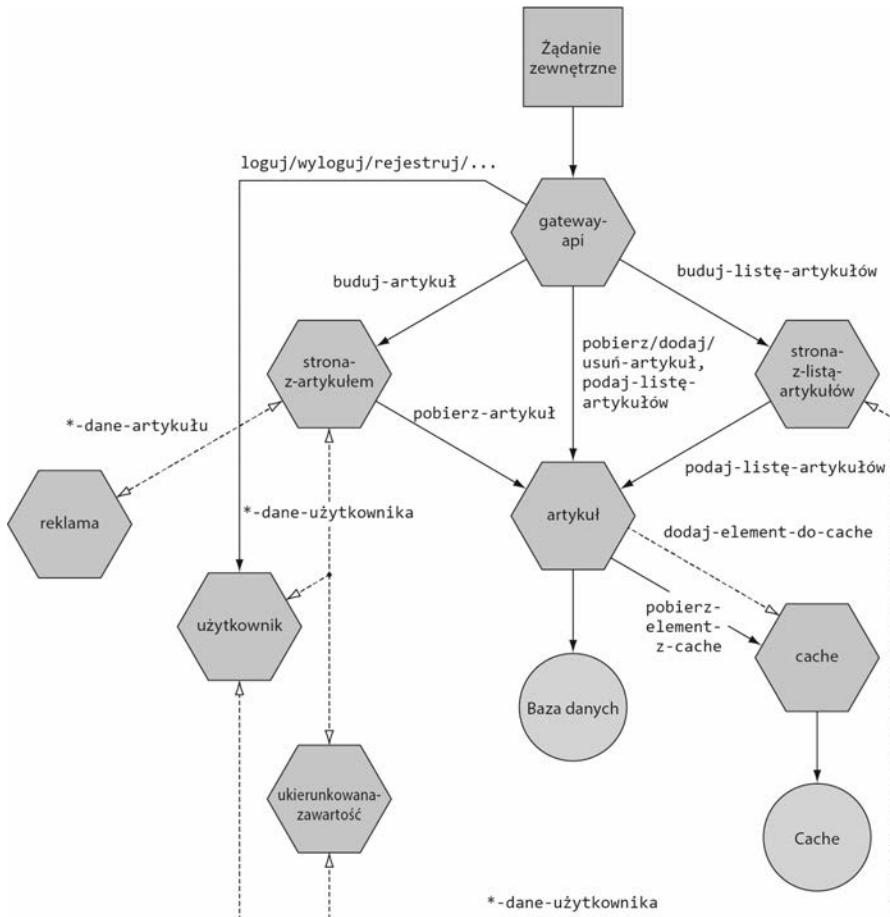 Żądanie
zewnętrzne
loguj/wyloguj/rejestruj/...
gateway-
api
buduj-artykuł
buduj-listę-artykułów
strona-
z-artykułem
pobierz/dodaj/
usuń-artykuł,
podaj-listę-
artykułów
strona-
z-listą-
artykułów
*-dane-artykułu
pobierz-artykuł
podaj-listę-artykułów
reklama
*-dane-użytkownika
artykuł
dodaj-element-do-cache
użytkownik
pobierz-
element-
z-cache
cache
Baza danych
ukierunkowana-
zawartość
Cache
*-dane-użytkownika